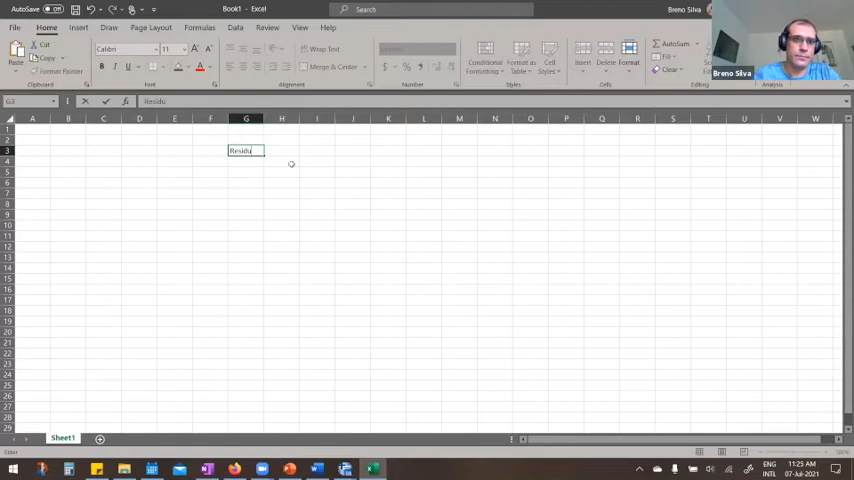 AutoSave Off Book1 - Excel Search Breno Silva
File Home Insert Draw Page Layout Formulas Data Review View Help
Cut
Copy
Format Painter
Paste
Clipboard
Calibri 11
Font
Wrap Text
Merge & Center
Alignment
General
Number
Conditional Formatting
Format as Table
Cell Styles
Styles
Insert Delete Format
Cells
AutoSum
Fill
Clear
Editing
Analysis
Breno Silva
G3 Residu
A B C D E F G H I J K L M N O P Q R S T U V W
1
2
3 Residu
4
5
6
7
8
9
10
11
12
13
14
15
16
17
18
19
20
21
22
23
24
25
26
27
28
29
Sheet1
Enter 100%
ENG 11:25 AM
INTL 07-Jul-2021